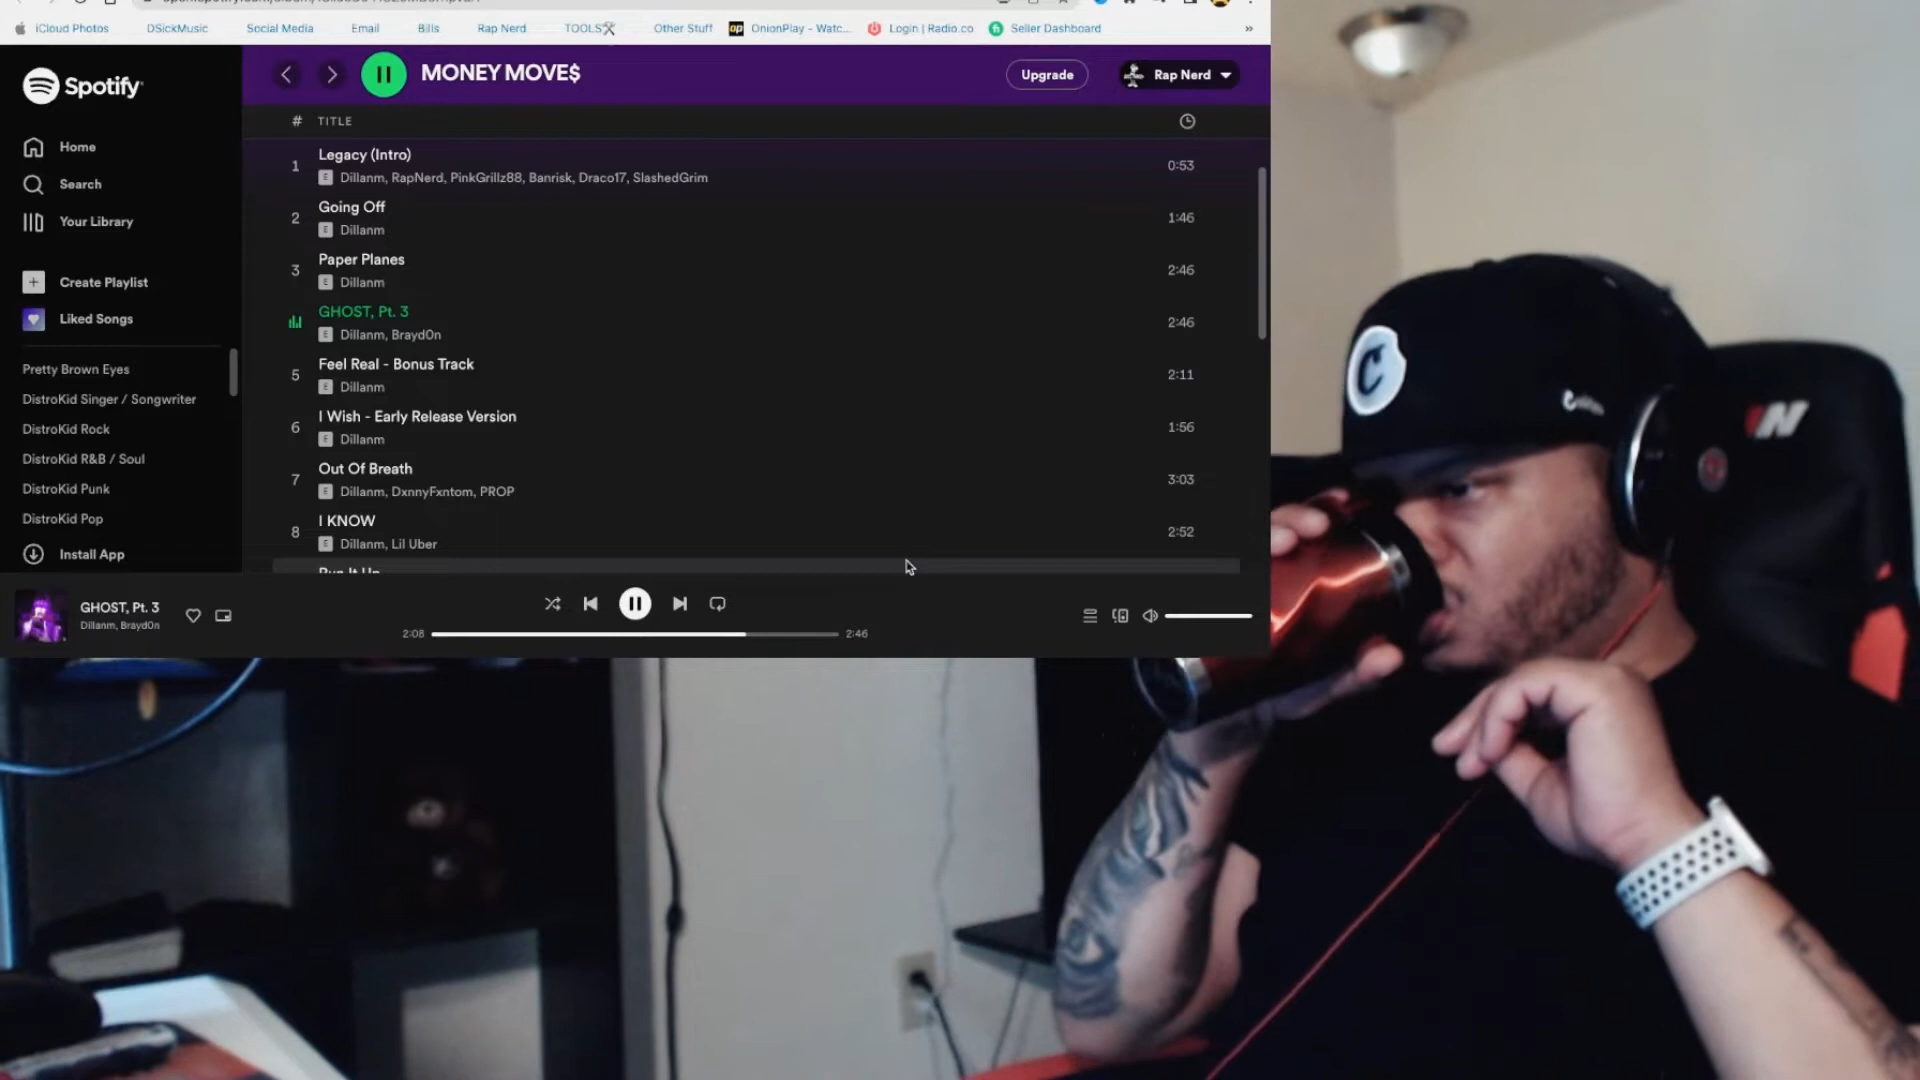 iCloud Photos DSickMusic Social Media Email Bills Rap Nerd TOOLS Other Stuff op OnionPlay - Watc... Login | Radio.co Seller Dashboard »
Spotify
MONEY MOVE$
Upgrade
Rap Nerd
Home
Search
Your Library
Create Playlist
Liked Songs
Pretty Brown Eyes
DistroKid Singer / Songwriter
DistroKid Rock
DistroKid R&B / Soul
DistroKid Punk
DistroKid Pop
Install App
# TITLE
1 Legacy (Intro) 0:53
E Dillanm, RapNerd, PinkGrillz88, Banrisk, Draco17, SlashedGrim
2 Going Off 1:46
E Dillanm
3 Paper Planes 2:46
E Dillanm
GHOST, Pt. 3 2:46
E Dillanm, Brayd0n
5 Feel Real - Bonus Track 2:11
E Dillanm
6 I Wish - Early Release Version 1:56
E Dillanm
7 Out Of Breath 3:03
E Dillanm, DxnnyFxntom, PROP
8 I KNOW 2:52
E Dillanm, Lil Uber
Run It Up
GHOST, Pt. 3
Dillanm, Brayd0n
2:08 2:46
C
N